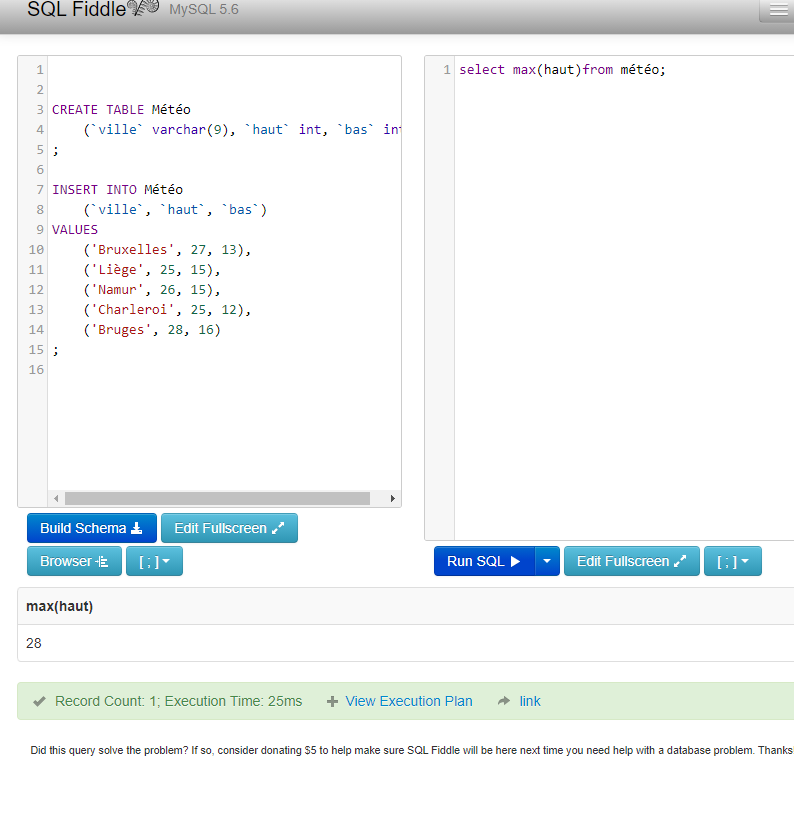 SQL Fiddle MySQL 5.6
1
2
3 CREATE TABLE Météo
4 (`ville` varchar(9), `haut` int, `bas` int
5 ;
6
7 INSERT INTO Météo
8 (`ville`, `haut`, `bas`)
9 VALUES
10 ('Bruxelles', 27, 13),
11 ('Liège', 25, 15),
12 ('Namur', 26, 15),
13 ('Charleroi', 25, 12),
14 ('Bruges', 28, 16)
15 ;
16
Build Schema Edit Fullscreen
Browser [ ; ]
1 select max(haut)from météo;
Run SQL Edit Fullscreen [ ; ]
max(haut)
28
Record Count: 1; Execution Time: 25ms View Execution Plan link
Did this query solve the problem? If so, consider donating $5 to help make sure SQL Fiddle will be here next time you need help with a database problem. Thanks